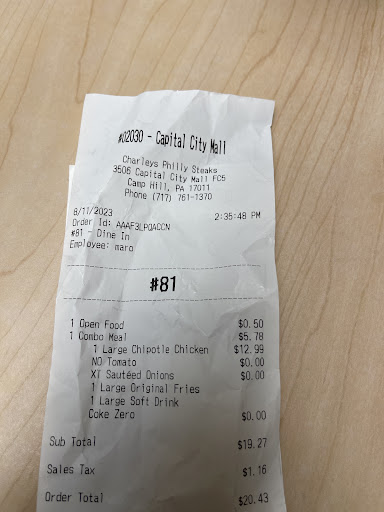 #02030 - Capital City Mall
Charleys Philly Steaks
3506 Capital City Mall FC5
Camp Hill, PA 17011
Phone (717) 761-1370
8/11/2023 2:35:48 PM
Order Id: AAAF3LPQACCN
#81 - Dine In
Employee: maro
#81
1 Open Food $0.50
1 Combo Meal $5.78
1 Large Chipotle Chicken $12.99
NO Tomato $0.00
XT Sautéed Onions $0.00
1 Large Original Fries
1 Large Soft Drink
Coke Zero $0.00
Sub Total $19.27
Sales Tax $1.16
Order Total $20.43